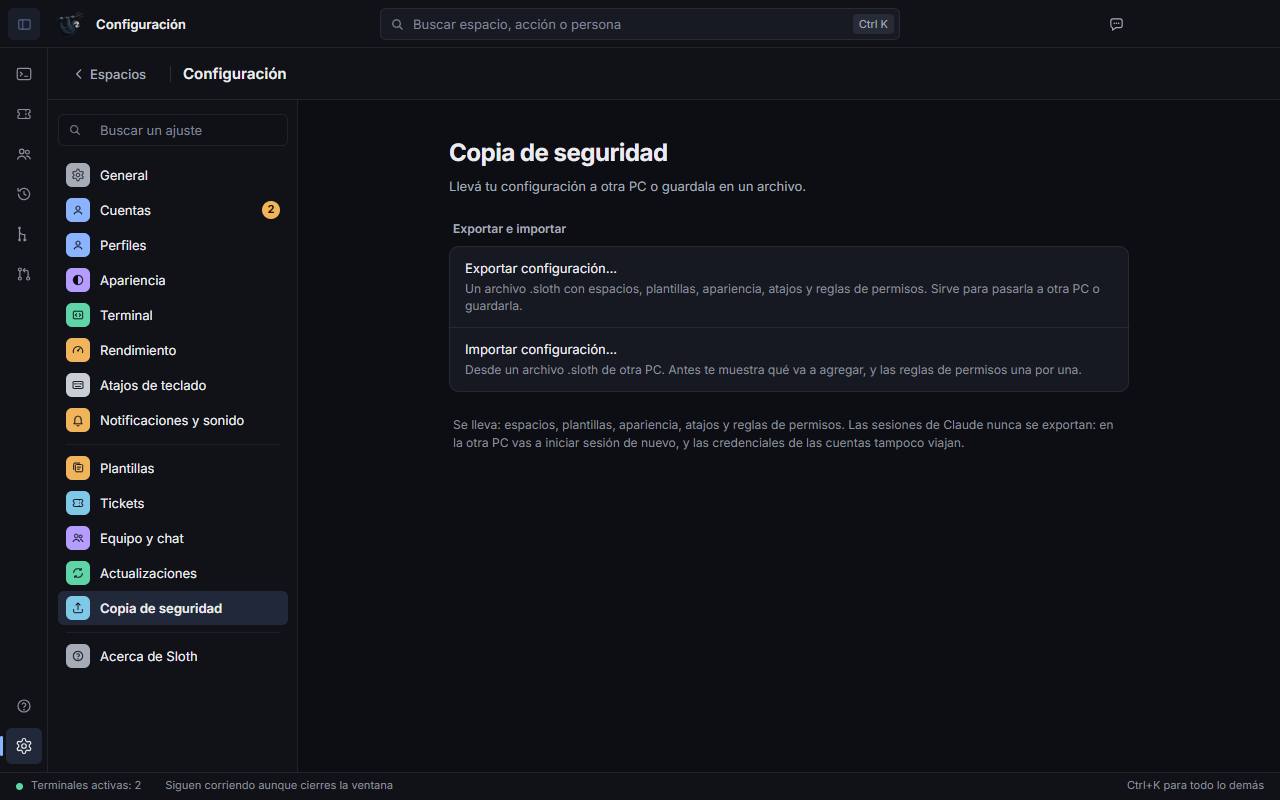 Configuración
Buscar espacio, acción o persona
Ctrl K
Espacios
Configuración
Buscar un ajuste
General
Cuentas
2
Perfiles
Apariencia
Terminal
Rendimiento
Atajos de teclado
Notificaciones y sonido
Plantillas
Tickets
Equipo y chat
Actualizaciones
Copia de seguridad
Acerca de Sloth
Copia de seguridad
Llevá tu configuración a otra PC o guardala en un archivo.
Exportar e importar
Exportar configuración...
Un archivo .sloth con espacios, plantillas, apariencia, atajos y reglas de permisos. Sirve para pasarla a otra PC o
guardarla.
Importar configuración...
Desde un archivo .sloth de otra PC. Antes te muestra qué va a agregar, y las reglas de permisos una por una.
Se lleva: espacios, plantillas, apariencia, atajos y reglas de permisos. Las sesiones de Claude nunca se exportan: en
la otra PC vas a iniciar sesión de nuevo, y las credenciales de las cuentas tampoco viajan.
Terminales activas: 2
Siguen corriendo aunque cierres la ventana
Ctrl+K para todo lo demás